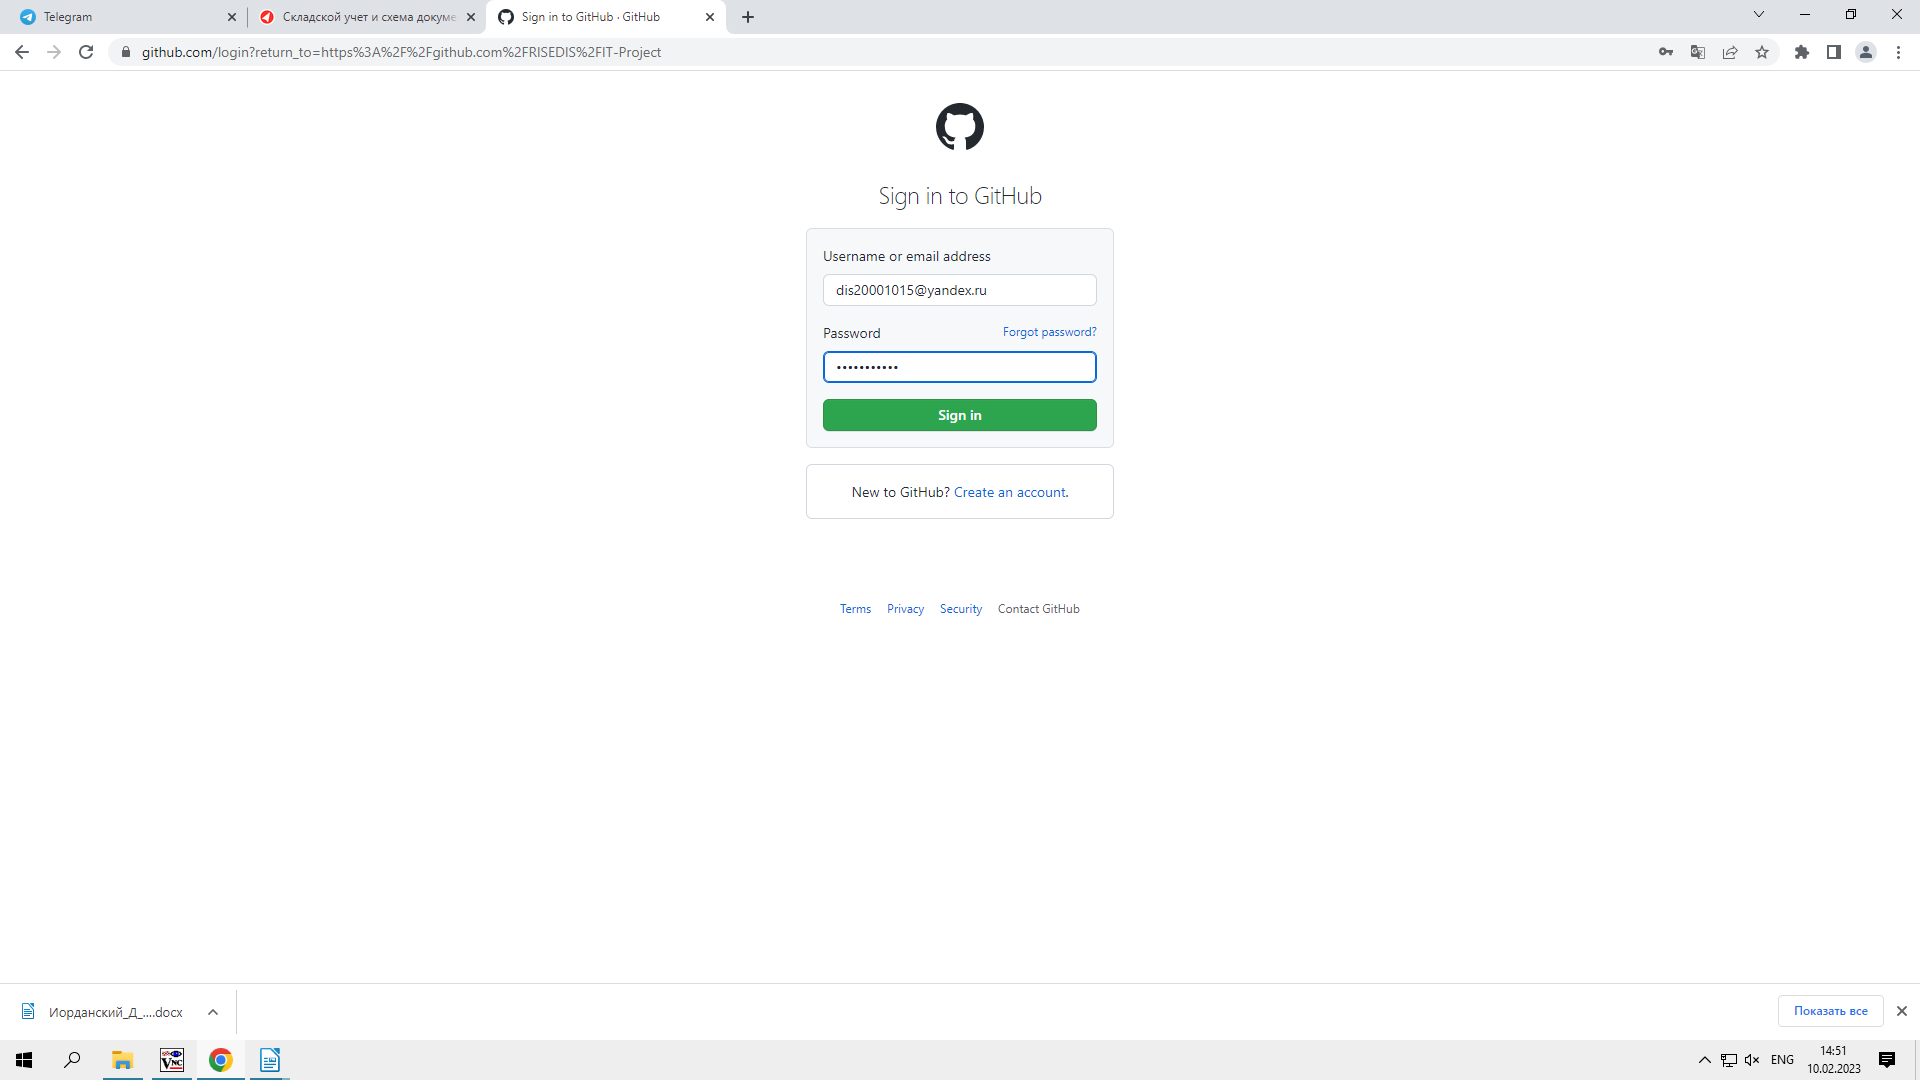 Telegram
Складской учет и схема докуме
Sign in to GitHub · GitHub
github.com/login?return_to=https%3A%2F%2Fgithub.com%2FRISEDIS%2FIT-Project
Sign in to GitHub
Username or email address
dis20001015@yandex.ru
Password
Forgot password?
•••••••••••
Sign in
New to GitHub? Create an account.
Terms
Privacy
Security
Contact GitHub
Иорданский_Д_....docx
Показать все
VNC
ENG
14:51
10.02.2023